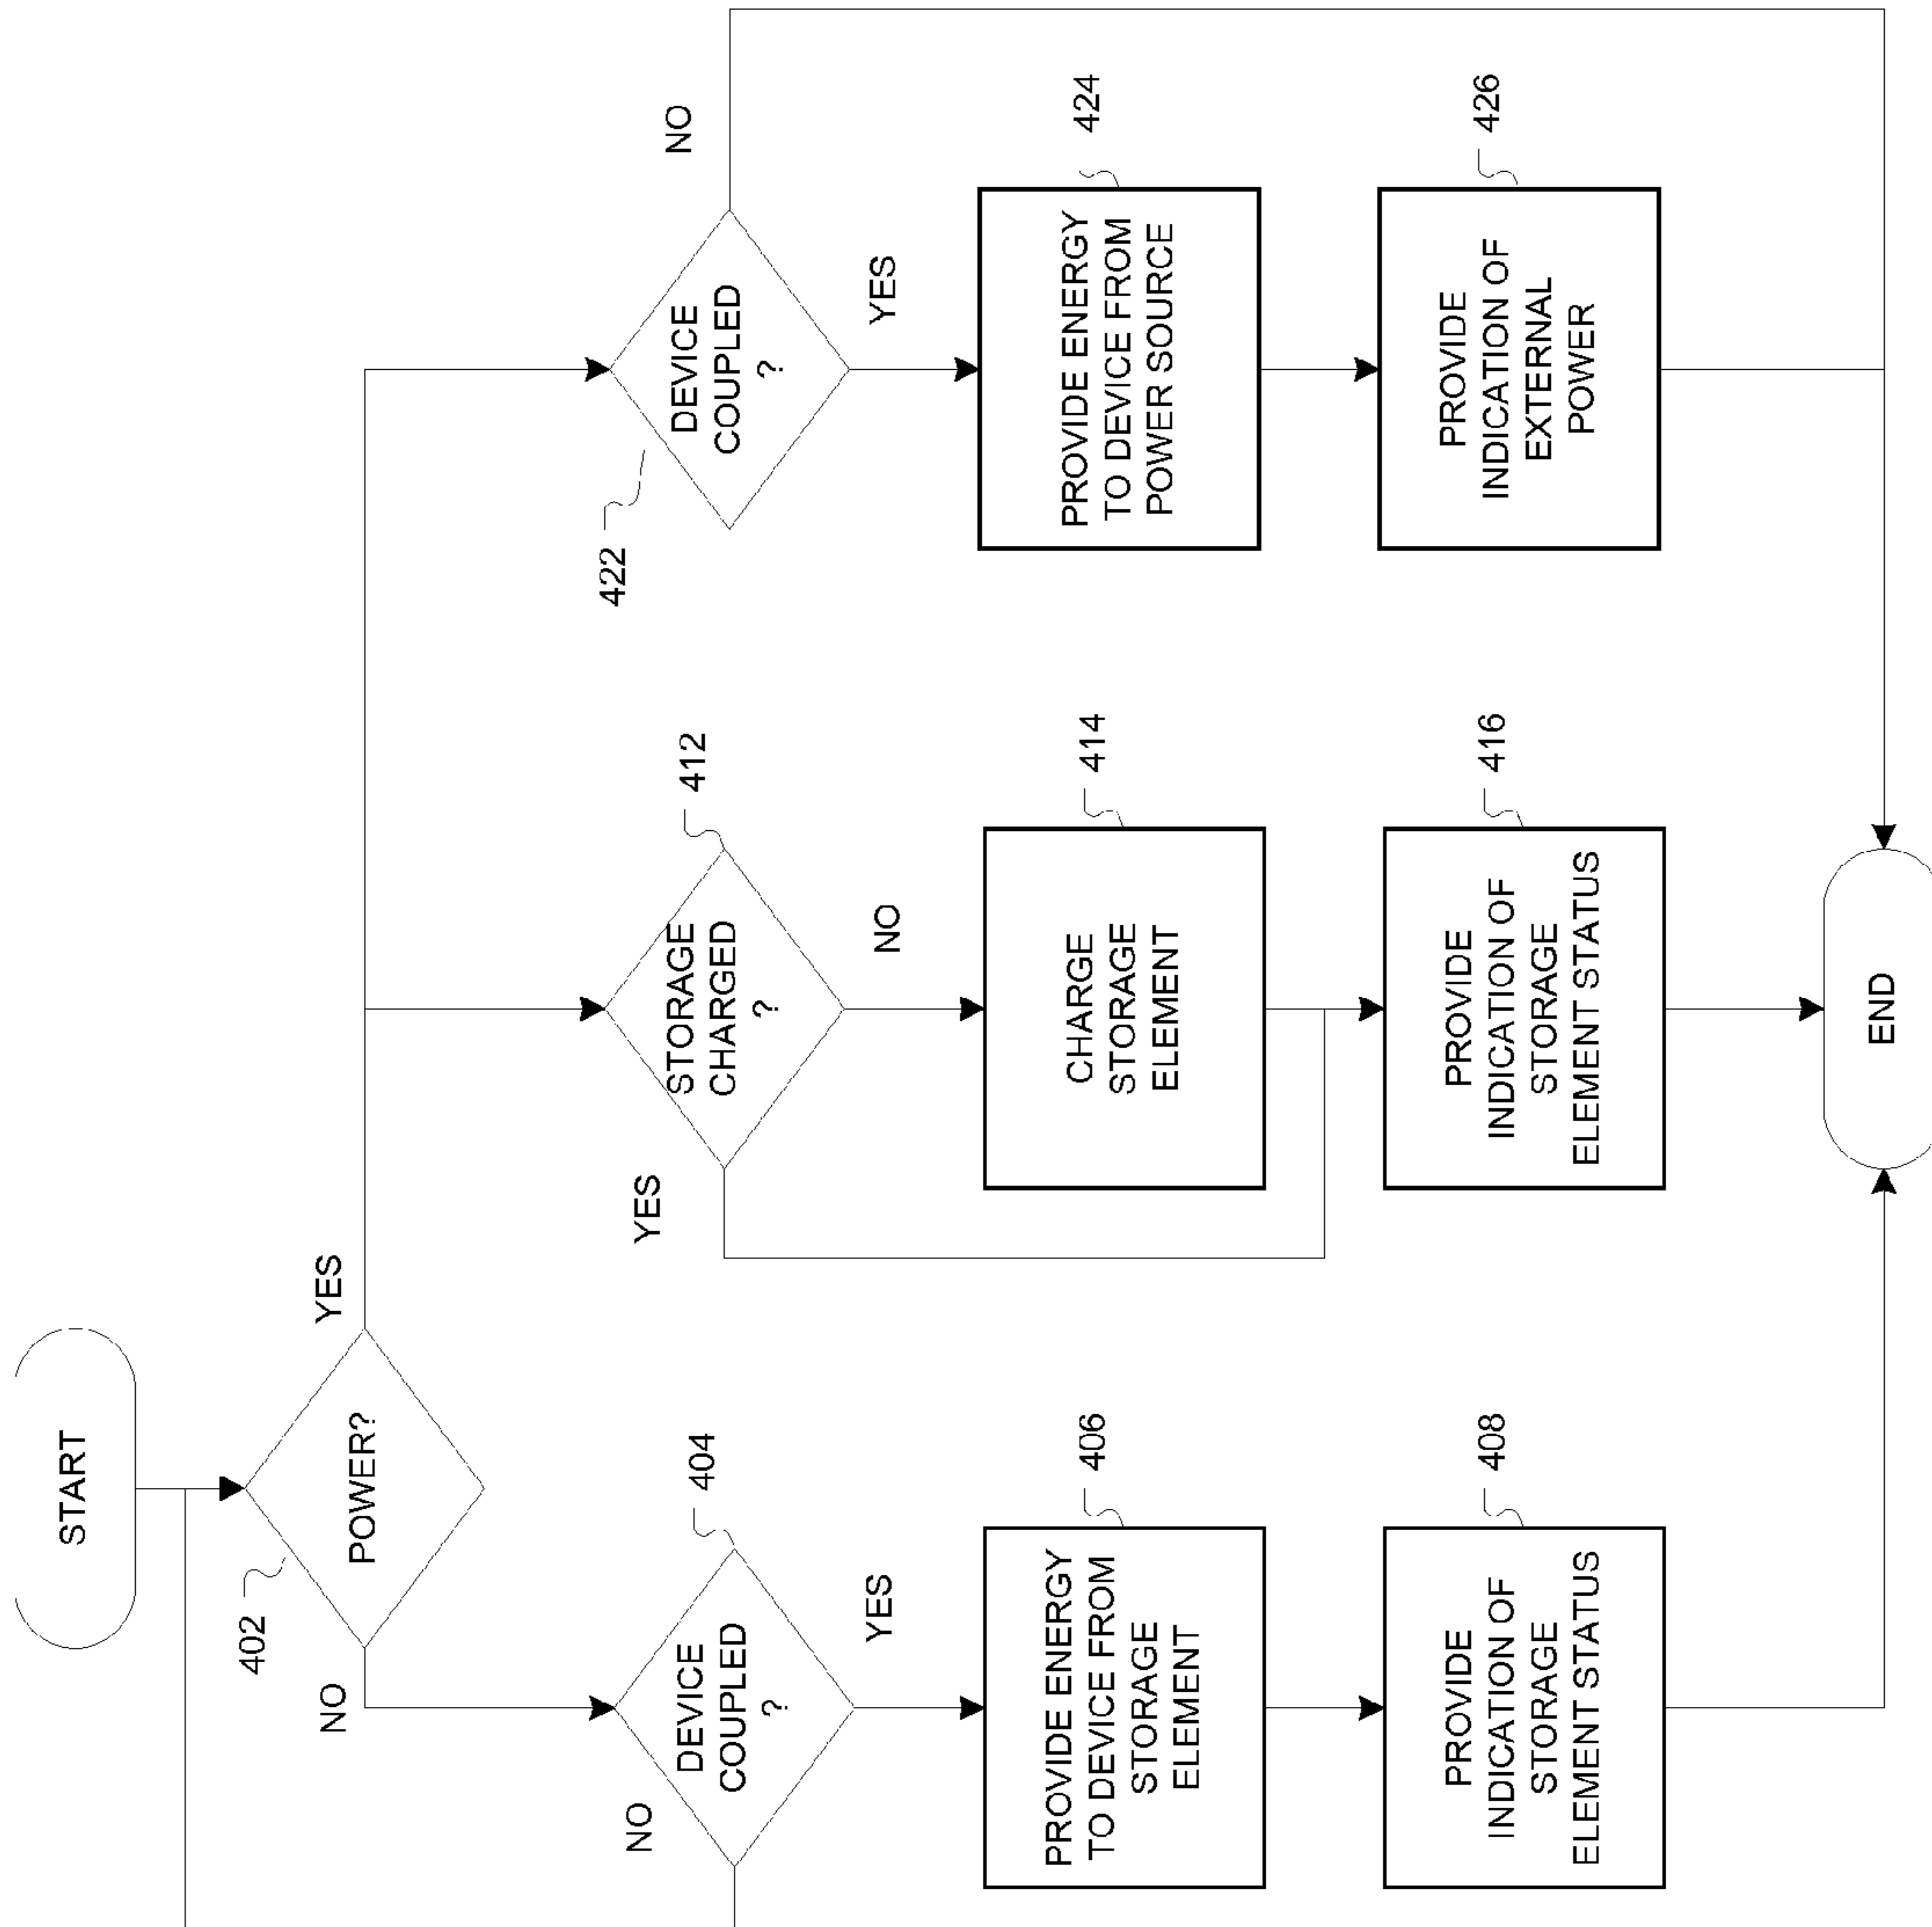 START
402
POWER?
YES
NO
404
DEVICE
COUPLED
?
NO
YES
406
PROVIDE ENERGY
TO DEVICE FROM
STORAGE
ELEMENT
408
PROVIDE
INDICATION OF
STORAGE
ELEMENT STATUS
412
STORAGE
CHARGED
?
YES
NO
414
CHARGE
STORAGE
ELEMENT
416
PROVIDE
INDICATION OF
STORAGE
ELEMENT STATUS
422
DEVICE
COUPLED
?
NO
YES
424
PROVIDE ENERGY
TO DEVICE FROM
POWER SOURCE
426
PROVIDE
INDICATION OF
EXTERNAL
POWER
END